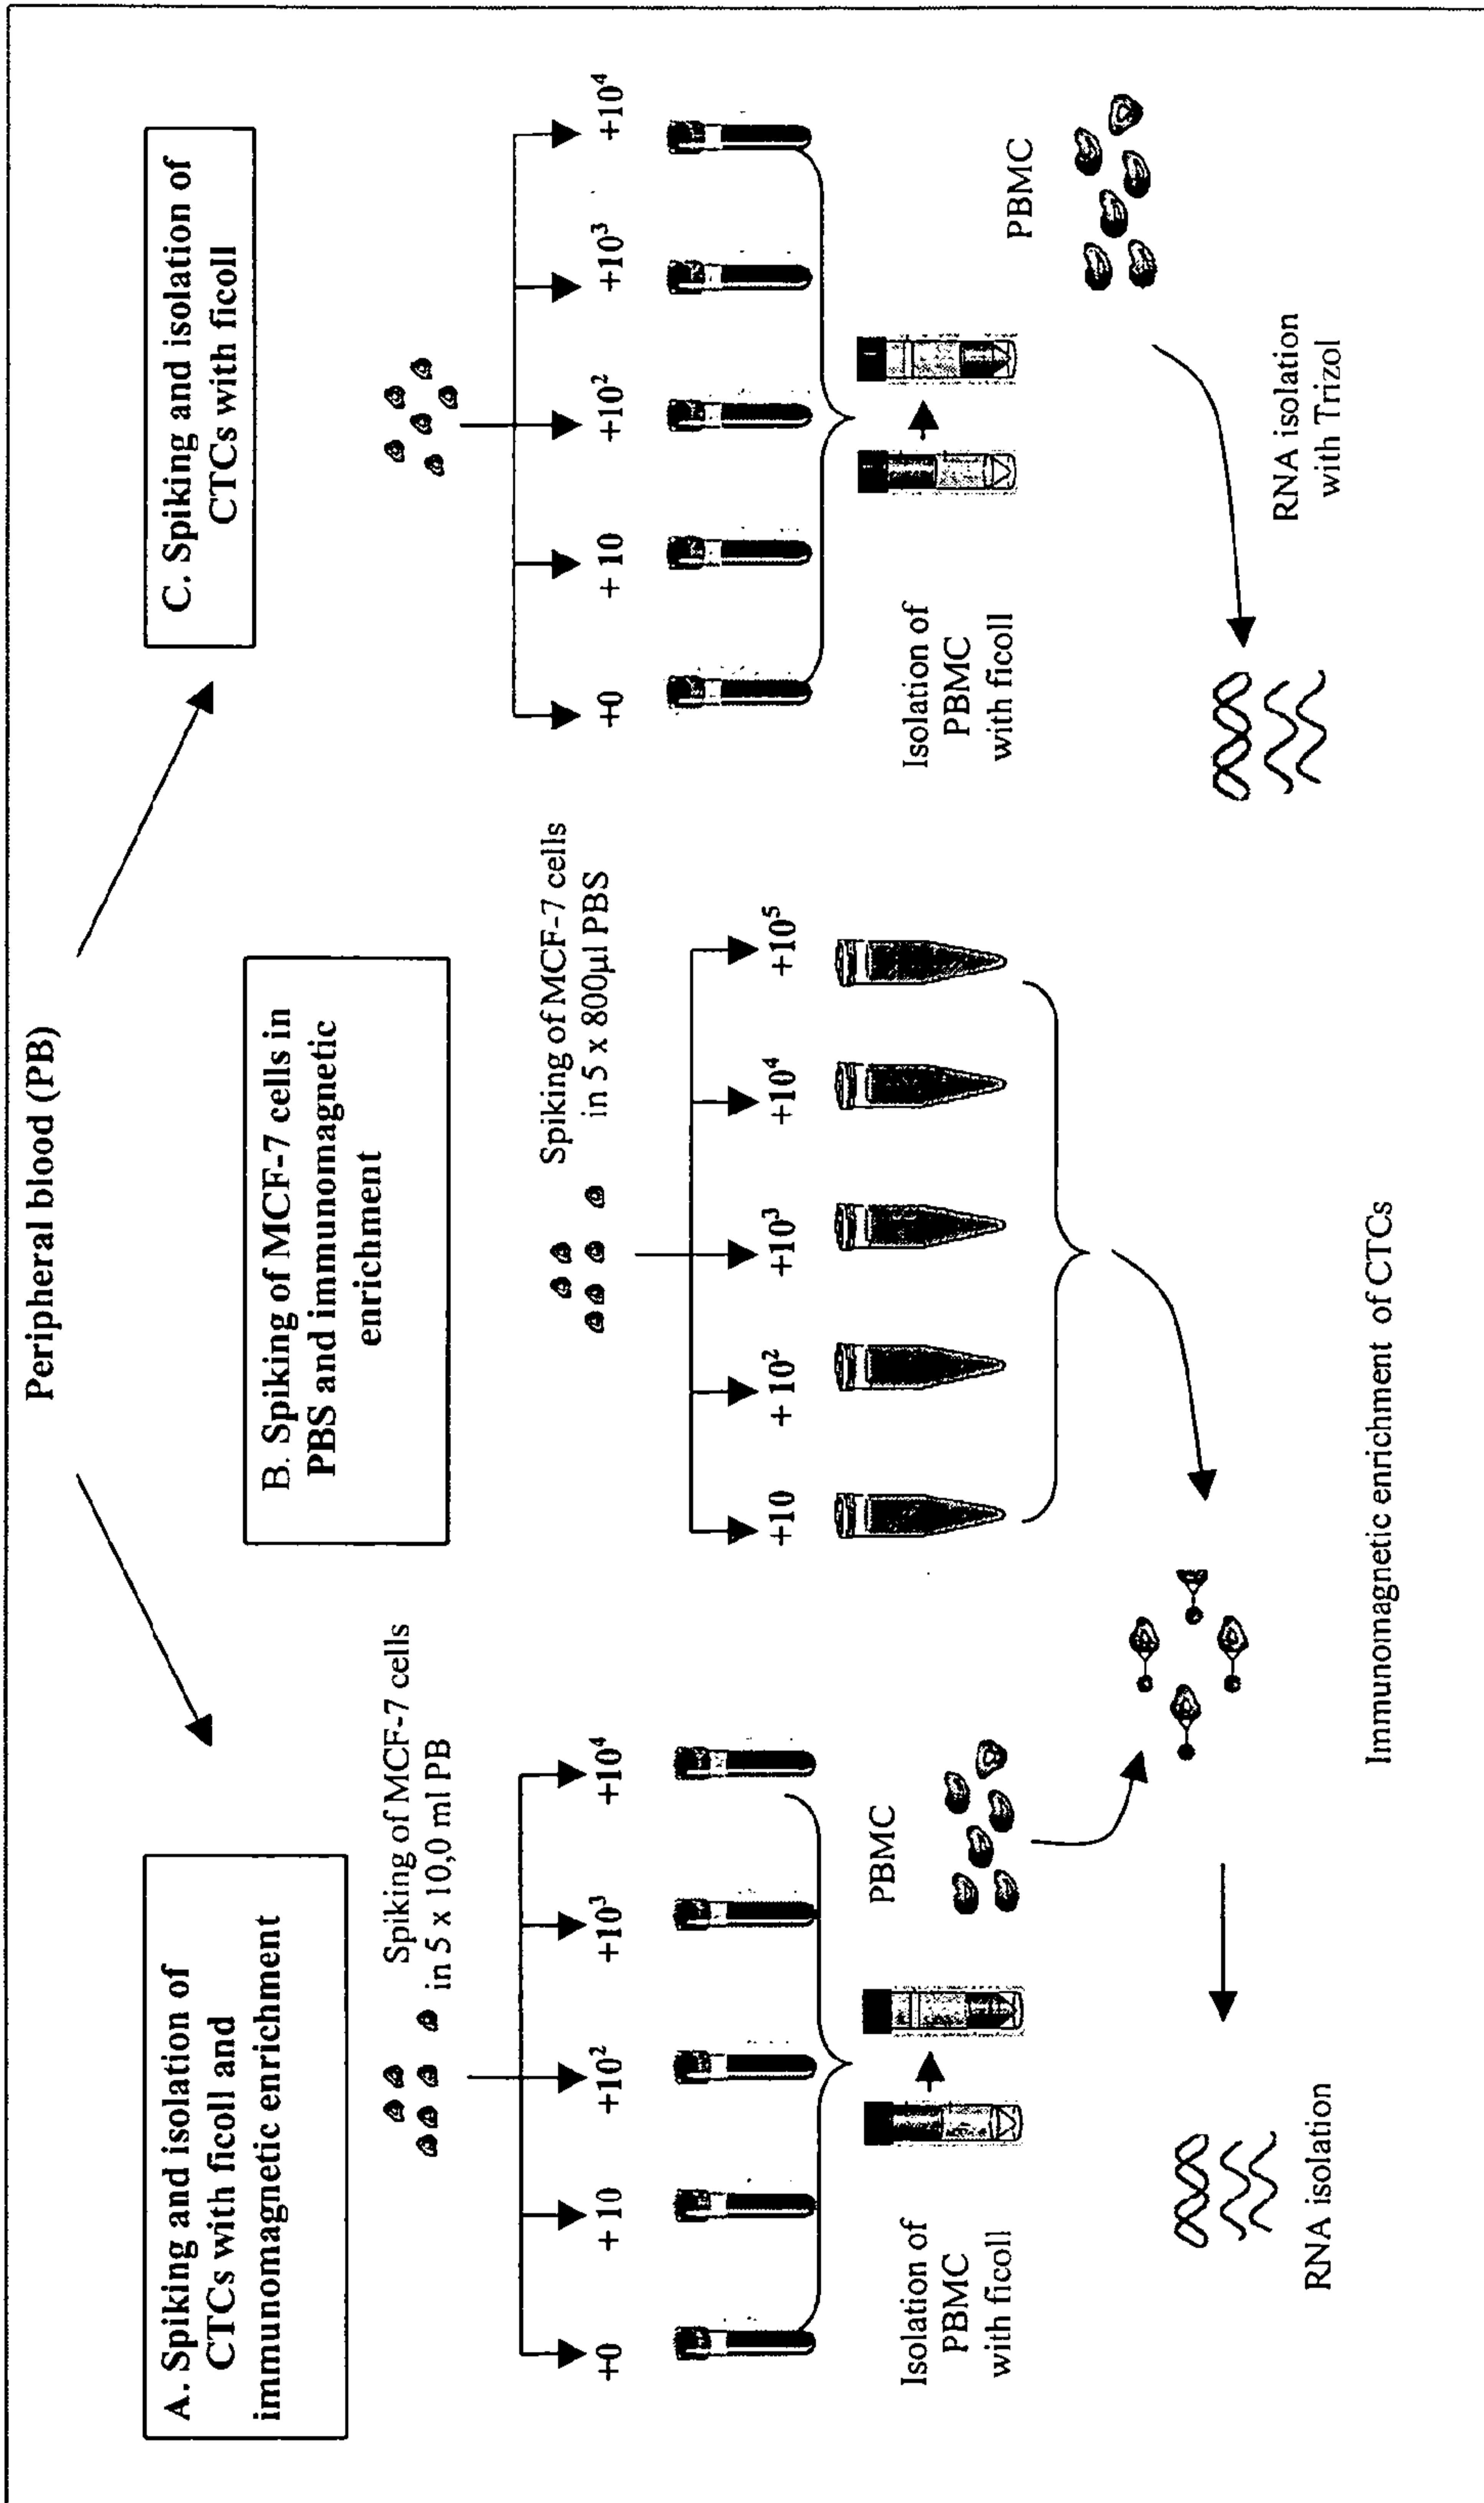 Peripheral blood (PB)
A. Spiking and isolation of
CTCs with ficoll and
immunomagnetic enrichment
Spiking of MCF-7 cells
in 5 x 10,0 ml PB
+0
+ 10
+10²
+10³
+10⁴
Isolation of
PBMC
with ficoll
PBMC
RNA isolation
B. Spiking of MCF-7 cells in
PBS and immunomagnetic
enrichment
Spiking of MCF-7 cells
in 5 x 800µl PBS
+10
+ 10²
+10³
+10⁴
+10⁵
Immunomagnetic enrichment of CTCs
C. Spiking and isolation of
CTCs with ficoll
+0
+ 10
+10²
+10³
+10⁴
Isolation of
PBMC
with ficoll
PBMC
RNA isolation
with Trizol